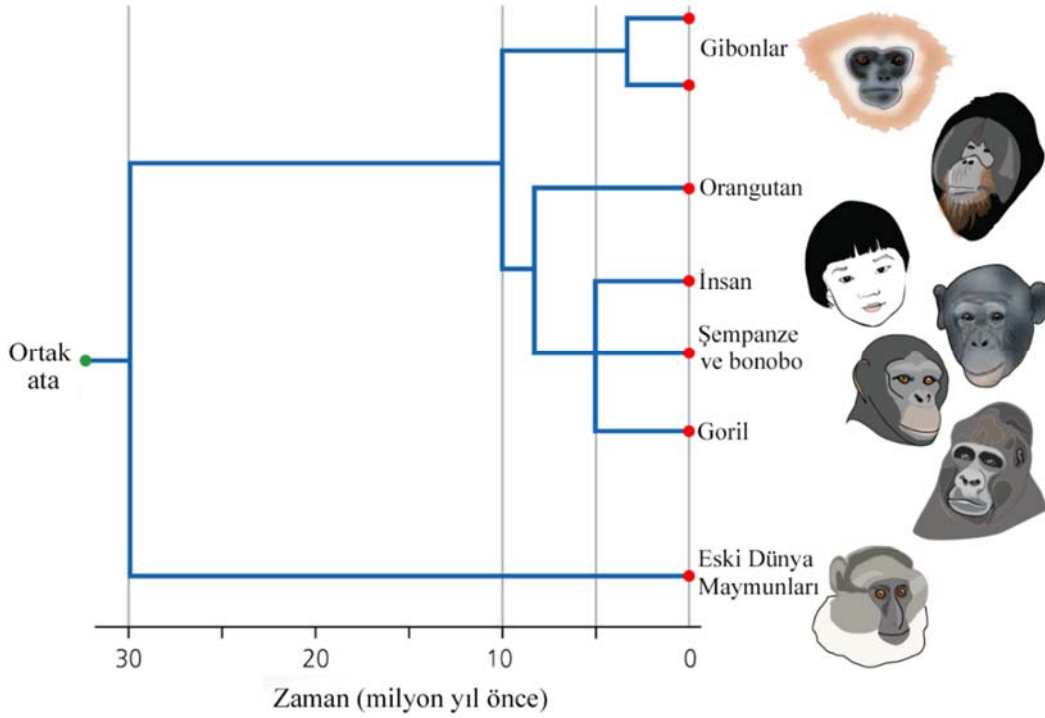 Gibonlar
Orangutan
İnsan
Şempanze
ve bonobo
Goril
Eski Dünya
Maymunları
Ortak
ata
30
20
10
0
Zaman (milyon yıl önce)